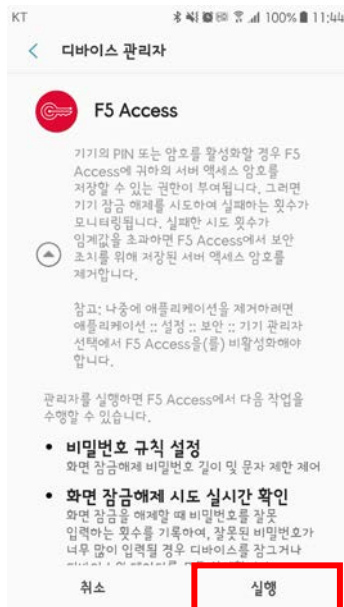 KT 100% 11:44
디바이스 관리자
F5 Access
기기의 PIN 또는 암호를 활성화할 경우 F5
Access에 귀하의 서버 액세스 암호를
저장할 수 있는 권한이 부여됩니다. 그러면
기기 잠금 해제를 시도하여 실패하는 횟수가
모니터링됩니다. 실패한 시도 횟수가
임계값을 초과하면 F5 Access에서 보안
조치를 위해 저장된 서버 액세스 암호를
제거합니다.
참고: 나중에 애플리케이션을 제거하려면
애플리케이션 :: 설정 :: 보안 :: 기기 관리자
선택에서 F5 Access을(를) 비활성화해야
합니다.
관리자를 실행하면 F5 Access에서 다음 작업을
수행할 수 있습니다.
• 비밀번호 규칙 설정
화면 잠금해제 비밀번호 길이 및 문자 제한 제어
• 화면 잠금해제 시도 실시간 확인
화면 잠금을 해제할 때 비밀번호를 잘못
입력하는 횟수를 기록하여, 잘못된 비밀번호가
너무 많이 입력될 경우 디바이스를 잠그거나
취소 실행